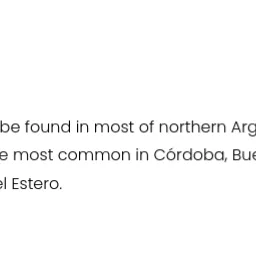 be found in most of northern Arg
e most common in Córdoba, Bue
el Estero.